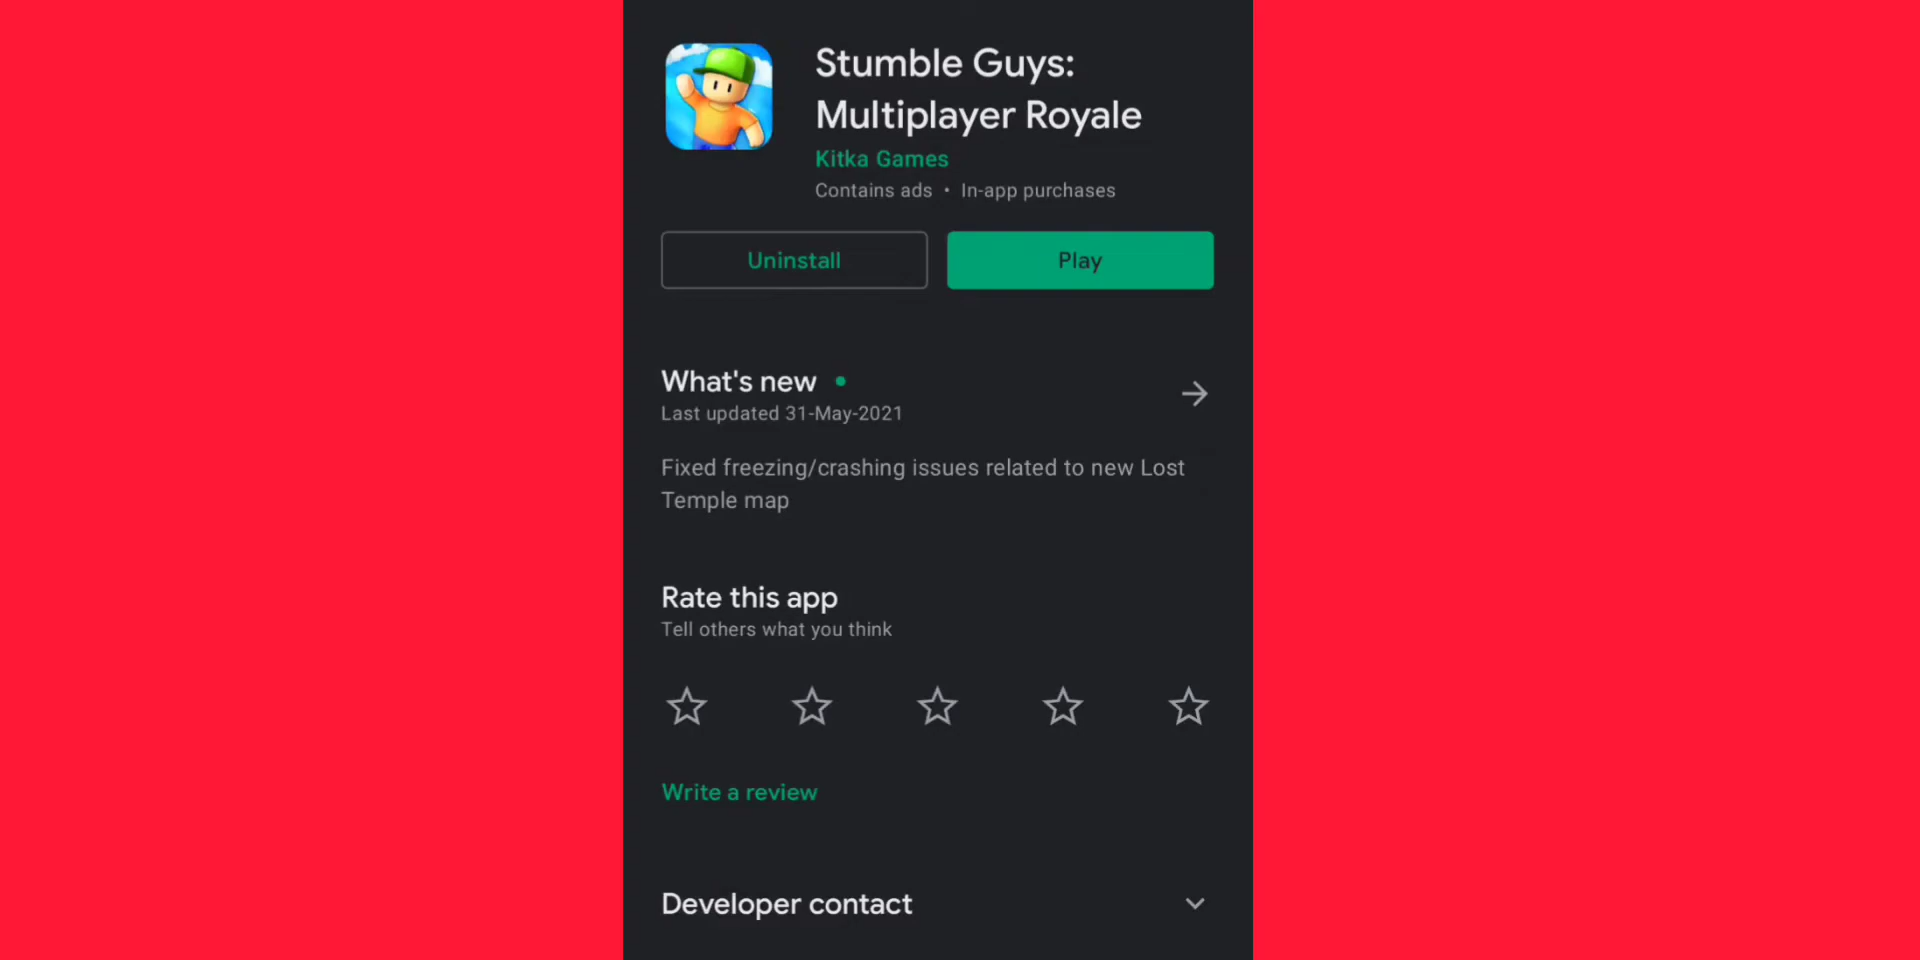 Stumble Guys:
Multiplayer Royale
Kitka Games
Contains ads • In-app purchases
Uninstall
Play
What's new
Last updated 31-May-2021
Fixed freezing/crashing issues related to new Lost
Temple map
Rate this app
Tell others what you think
Write a review
Developer contact